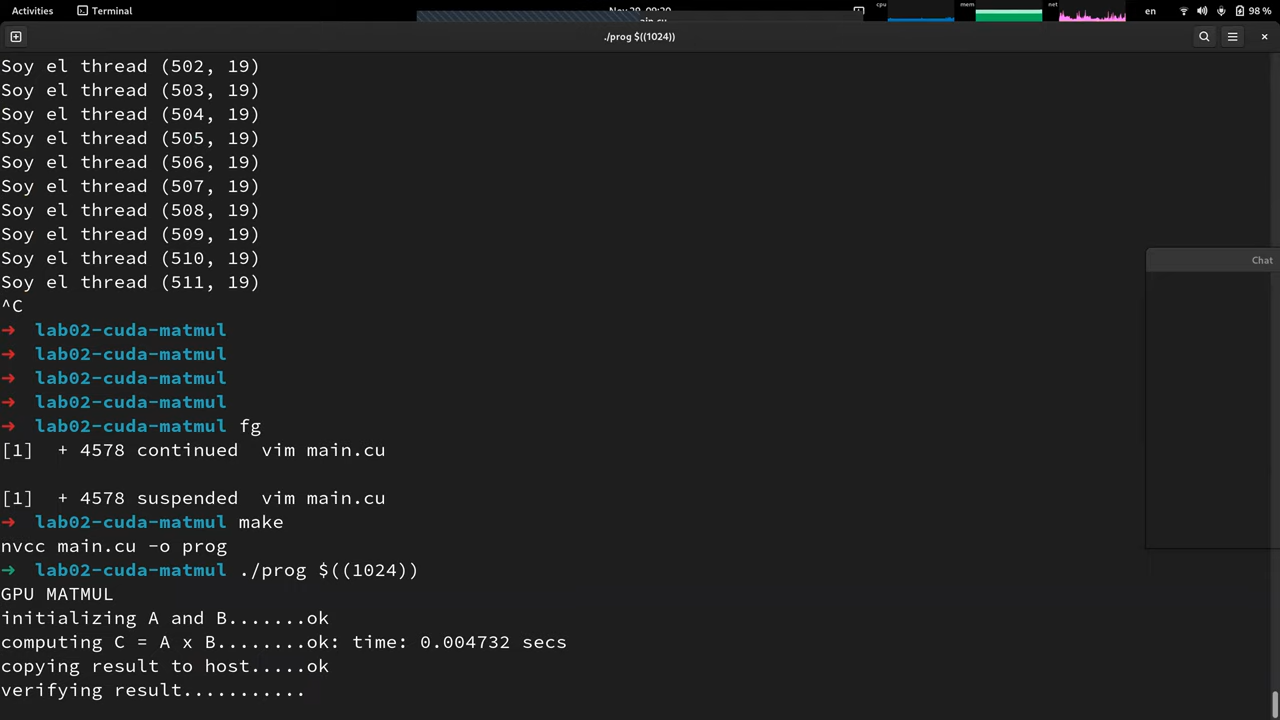 Activities
Terminal
cpu
mem
net
en
98 %
./prog $((1024))
Soy el thread (502, 19)
Soy el thread (503, 19)
Soy el thread (504, 19)
Soy el thread (505, 19)
Soy el thread (506, 19)
Soy el thread (507, 19)
Soy el thread (508, 19)
Soy el thread (509, 19)
Soy el thread (510, 19)
Soy el thread (511, 19)
^C
➜ lab02-cuda-matmul
➜ lab02-cuda-matmul
➜ lab02-cuda-matmul
➜ lab02-cuda-matmul
➜ lab02-cuda-matmul fg
[1]  + 4578 continued  vim main.cu
[1]  + 4578 suspended  vim main.cu
➜ lab02-cuda-matmul make
nvcc main.cu -o prog
➜ lab02-cuda-matmul ./prog $((1024))
GPU MATMUL
initializing A and B.......ok
computing C = A x B........ok: time: 0.004732 secs
copying result to host.....ok
verifying result...........
Chat